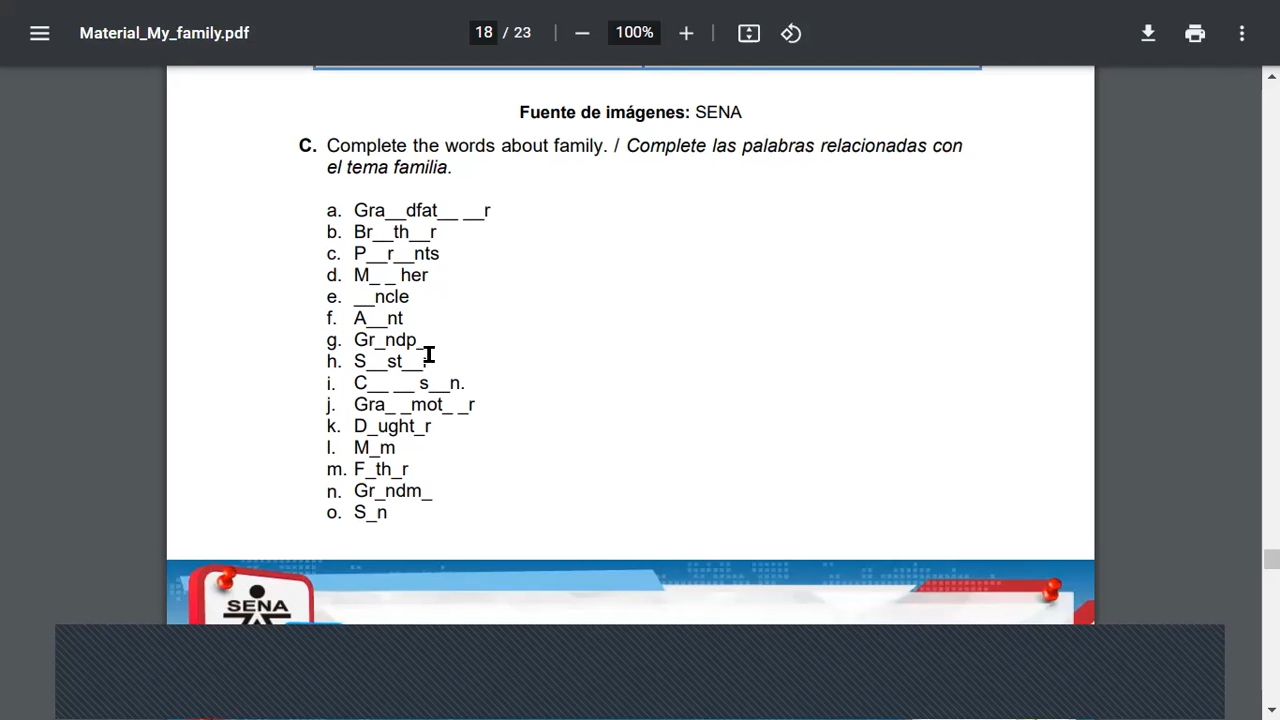 Material_My_family.pdf
18 / 23
100%
Fuente de imágenes: SENA
C. Complete the words about family. / Complete las palabras relacionadas con
el tema familia.
a. Gra__dfat__ __r
b. Br__th__r
c. P__r__nts
d. M_ _ her
e. __ncle
f. A__nt
g. Gr_ndp_
h. S__st__r
i. C__ __ s__n.
j. Gra_ _mot_ _r
k. D_ught_r
l. M_m
m. F_th_r
n. Gr_ndm_
o. S_n
SENA